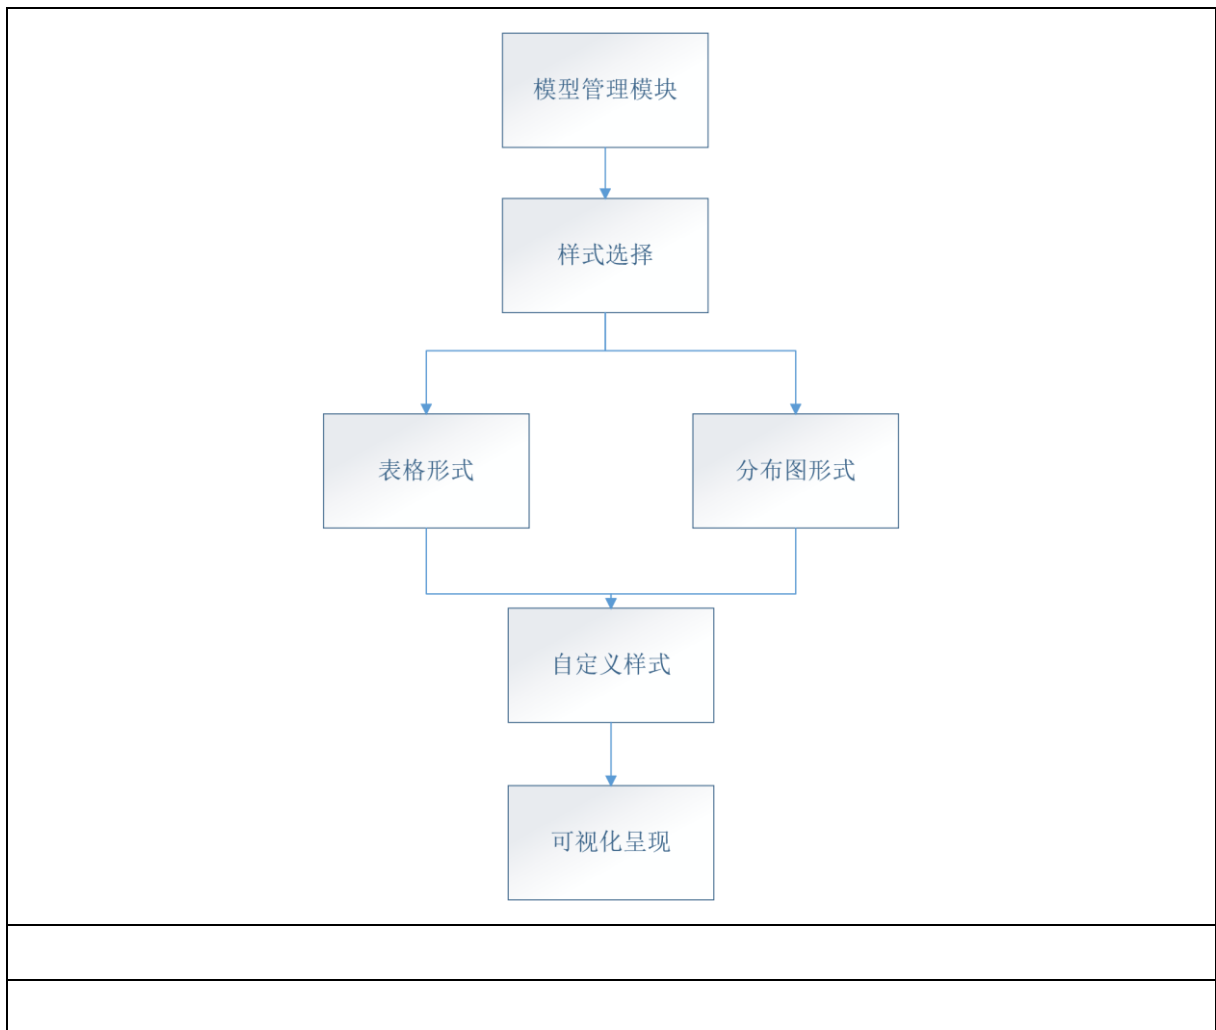 模型管理模块
样式选择
表格形式
分布图形式
自定义样式
可视化呈现